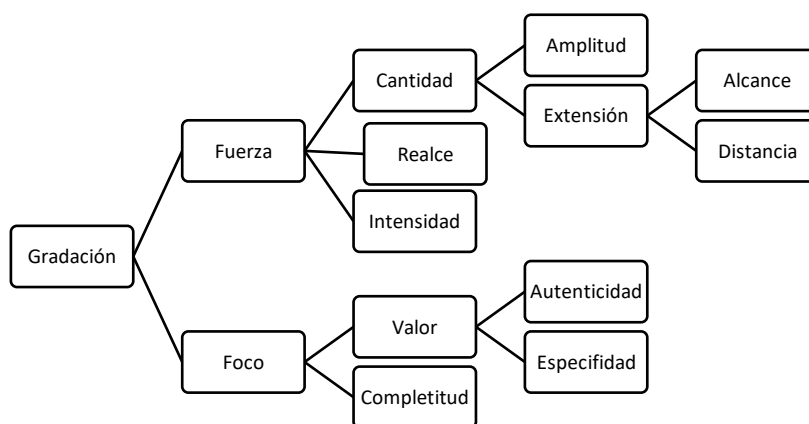 Gradación
Fuerza
Cantidad
Amplitud
Extensión
Alcance
Distancia
Realce
Intensidad
Foco
Valor
Autenticidad
Especifidad
Completitud